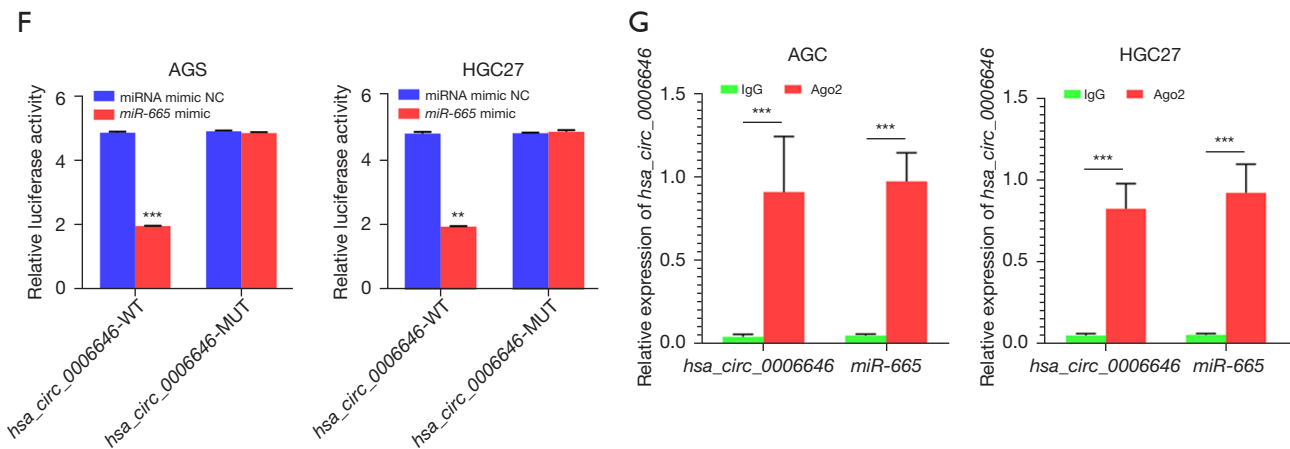 F
AGS
miRNA mimic NC
miR-665 mimic
Relative luciferase activity
6
4
2
0
***
hsa_circ_0006646-WT
hsa_circ_0006646-MUT
HGC27
miRNA mimic NC
miR-665 mimic
Relative luciferase activity
6
4
2
0
**
hsa_circ_0006646-WT
hsa_circ_0006646-MUT
G
AGC
IgG
Ago2
Relative expression of hsa_circ_0006646
1.5
1.0
0.5
0.0
***
***
hsa_circ_0006646
miR-665
HGC27
IgG
Ago2
Relative expression of hsa_circ_0006646
1.5
1.0
0.5
0.0
***
***
hsa_circ_0006646
miR-665